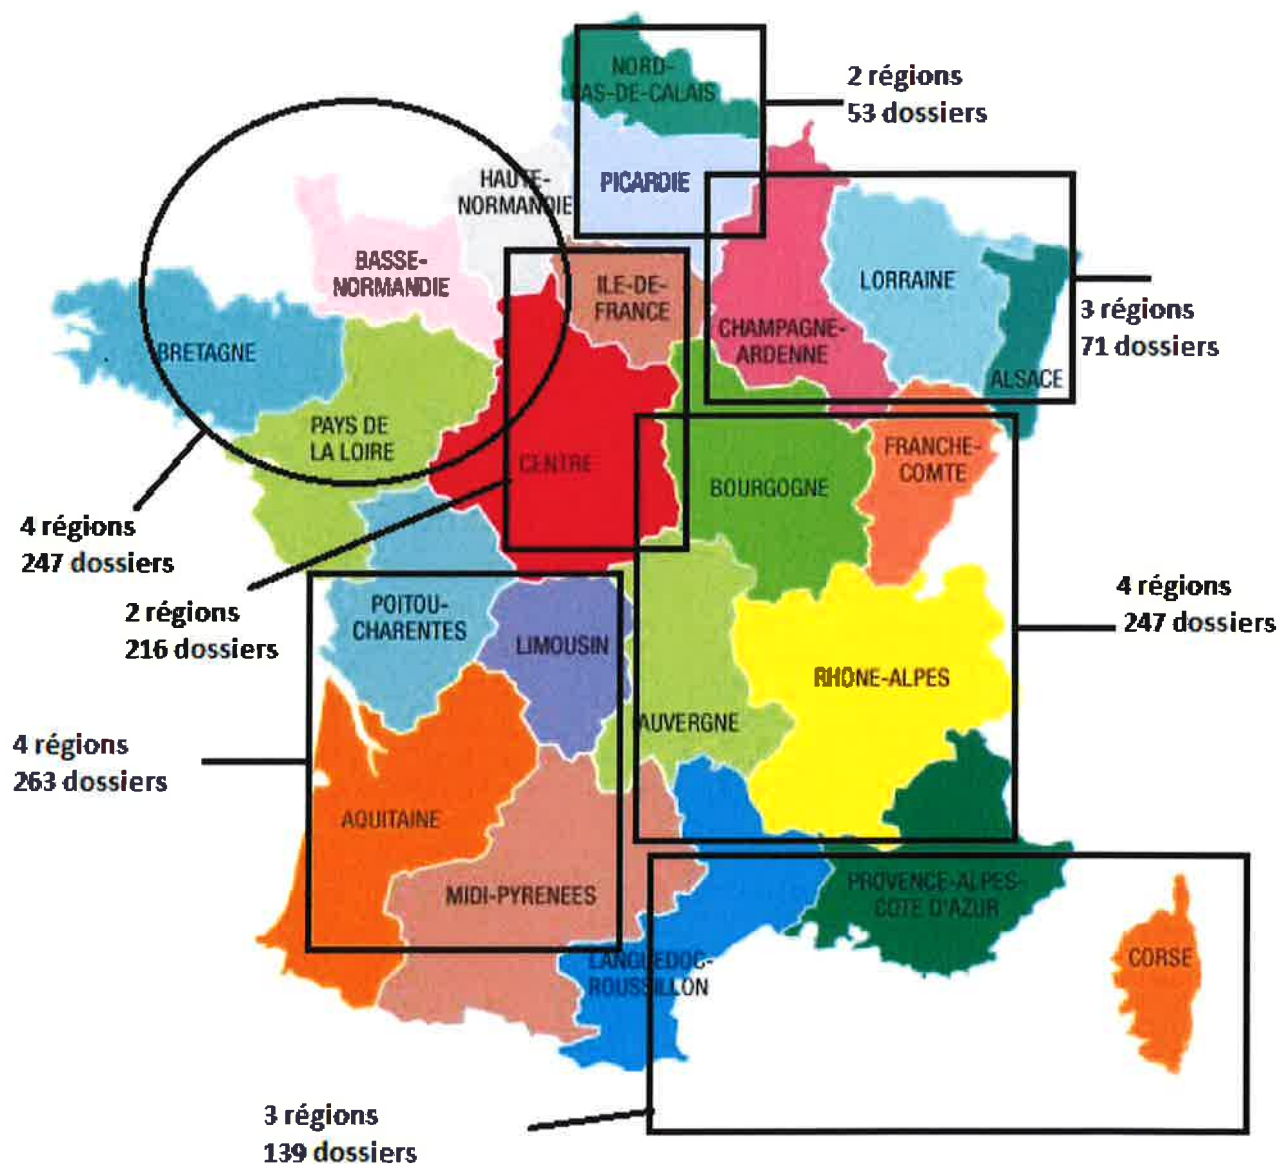 NORD-
PAS-DE-CALAIS
2 régions
53 dossiers
HAUTE-
NORMANDIE
PICARDIE
BASSE-
NORMANDIE
ILE-DE-
FRANCE
LORRAINE
CHAMPAGNE-
ARDENNE
ALSACE
3 régions
71 dossiers
BRETAGNE
PAYS DE
LA LOIRE
CENTRE
BOURGOGNE
FRANCHE-
COMTE
4 régions
247 dossiers
2 régions
216 dossiers
POITOU-
CHARENTES
LIMOUSIN
4 régions
247 dossiers
RHONE-ALPES
AUVERGNE
4 régions
263 dossiers
AQUITAINE
MIDI-PYRENEES
PROVENCE-ALPES-
COTE D'AZUR
LANGUEDOC-
ROUSSILLON
CORSE
3 régions
139 dossiers